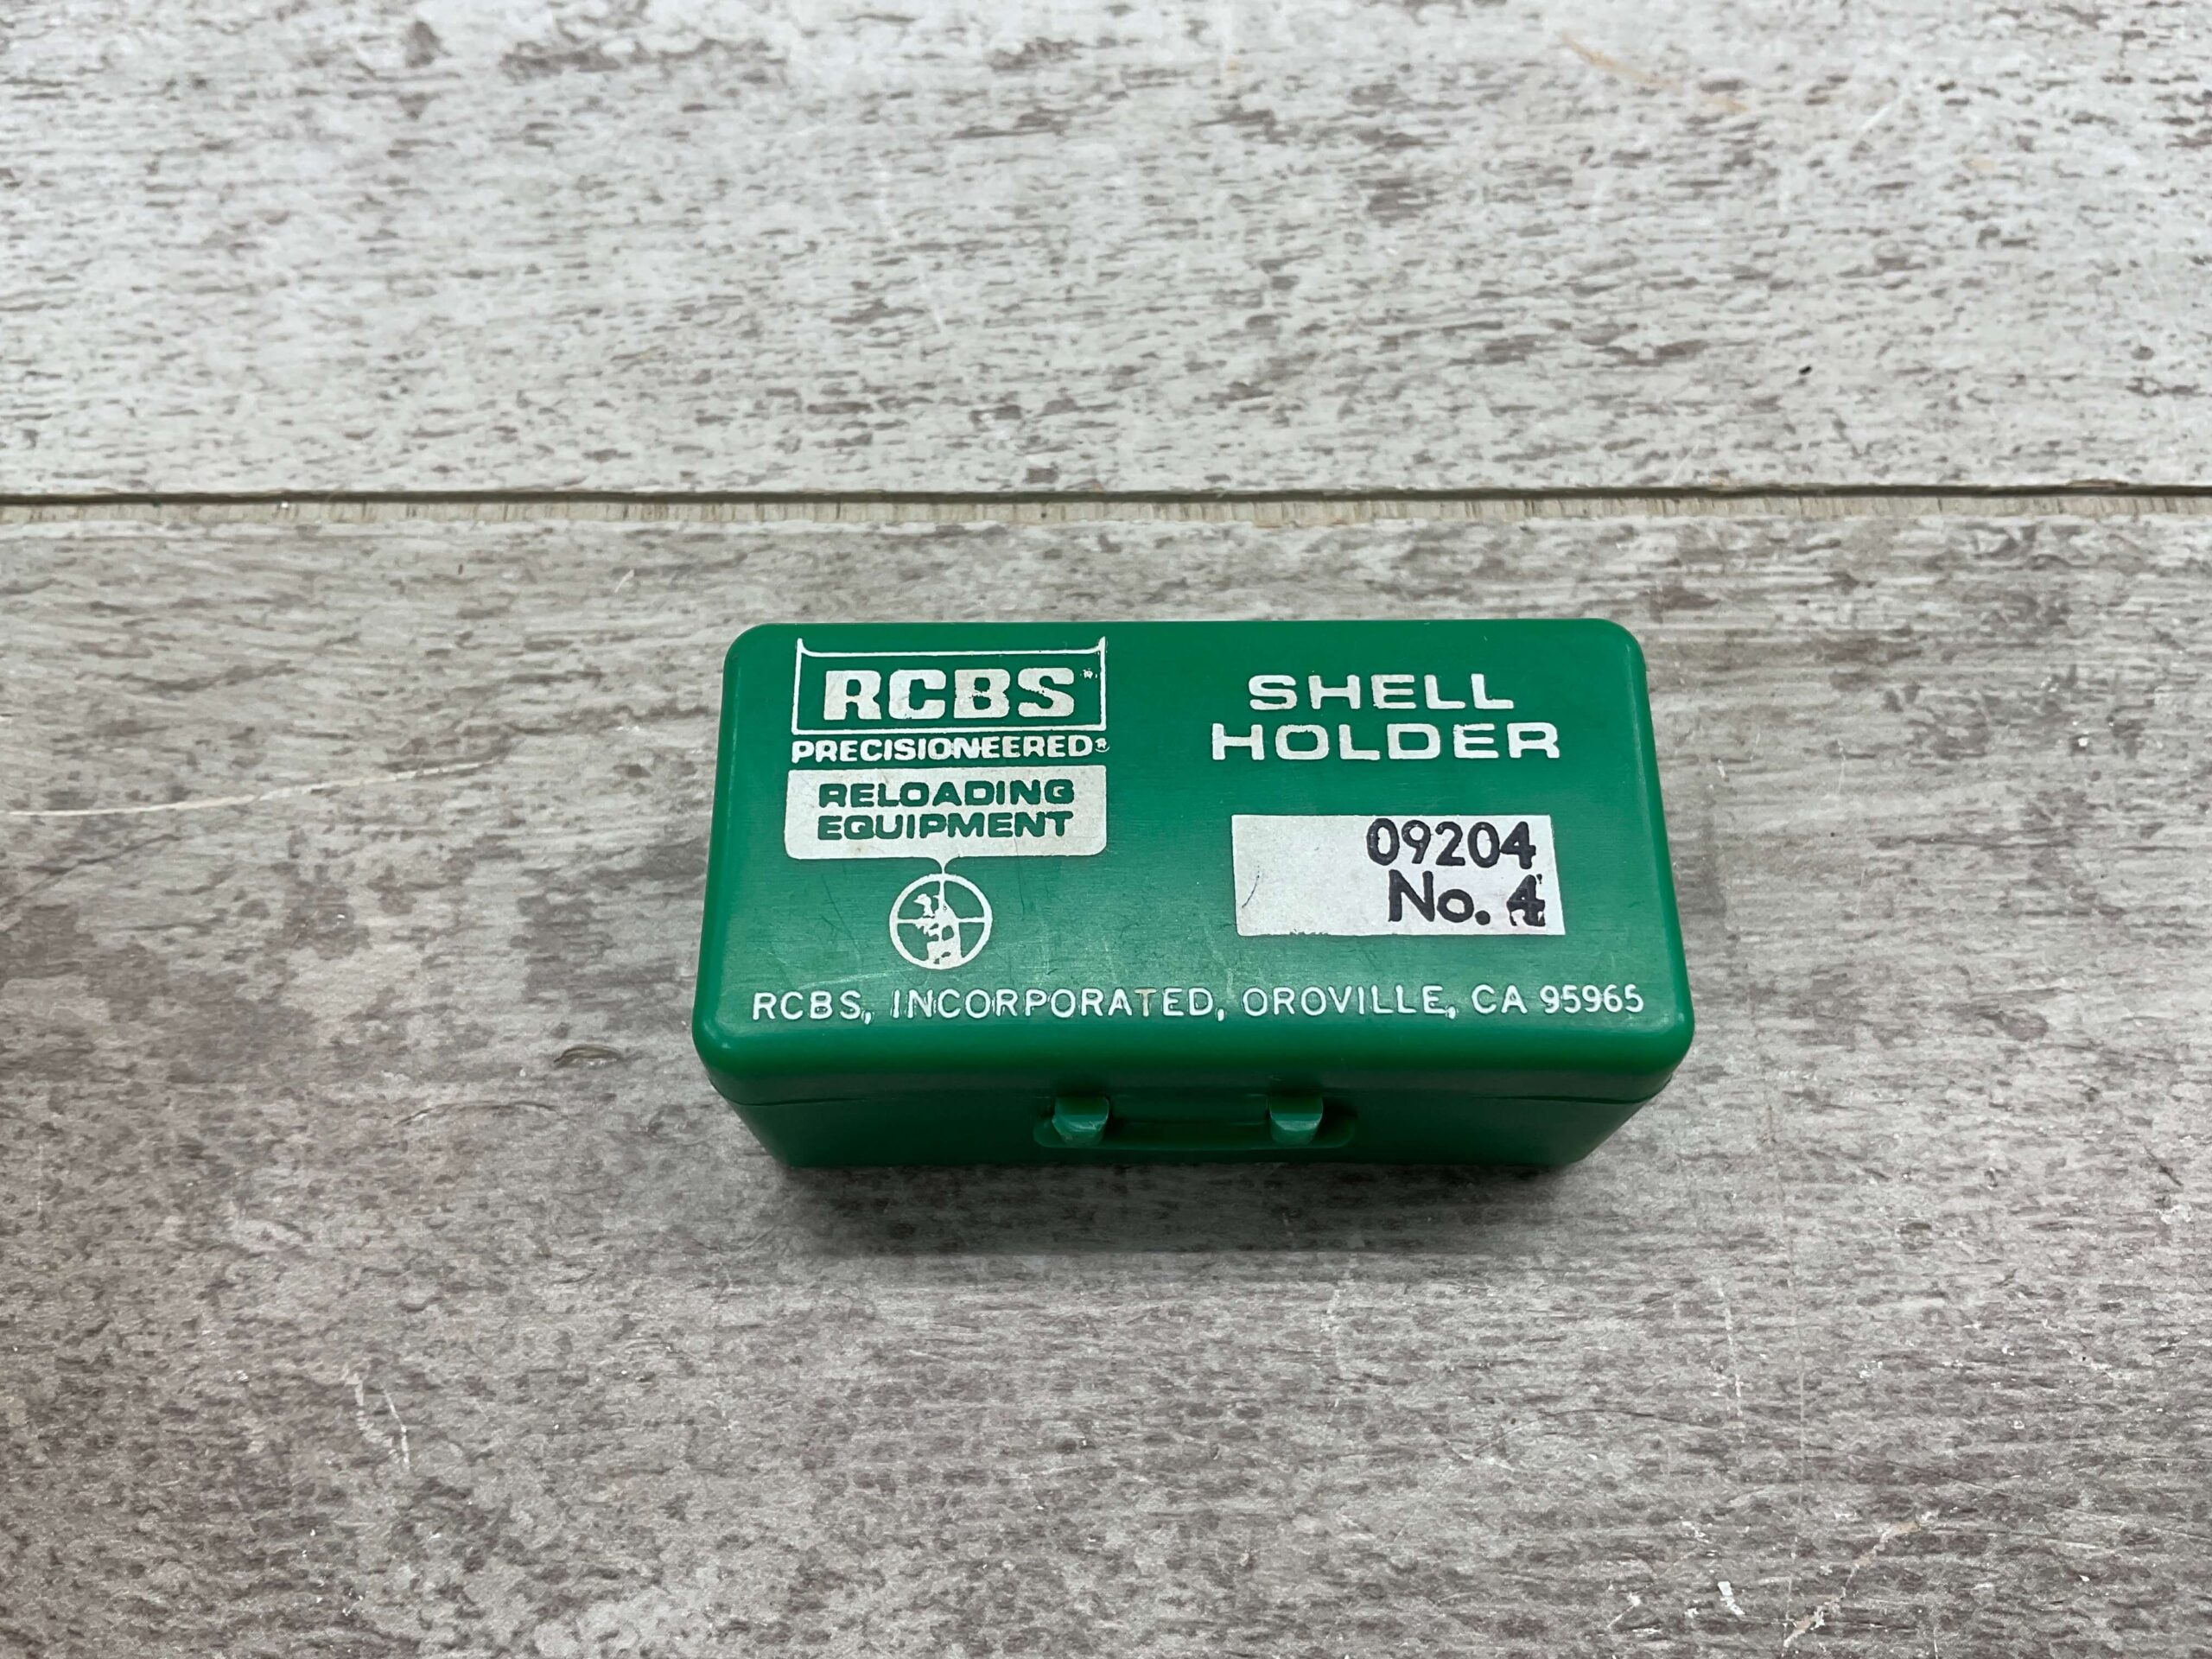 RCBS
PRECISIONEERED®
RELOADING
EQUIPMENT
SHELL
HOLDER
09204
No. 4
RCBS, INCORPORATED, OROVILLE, CA 95965